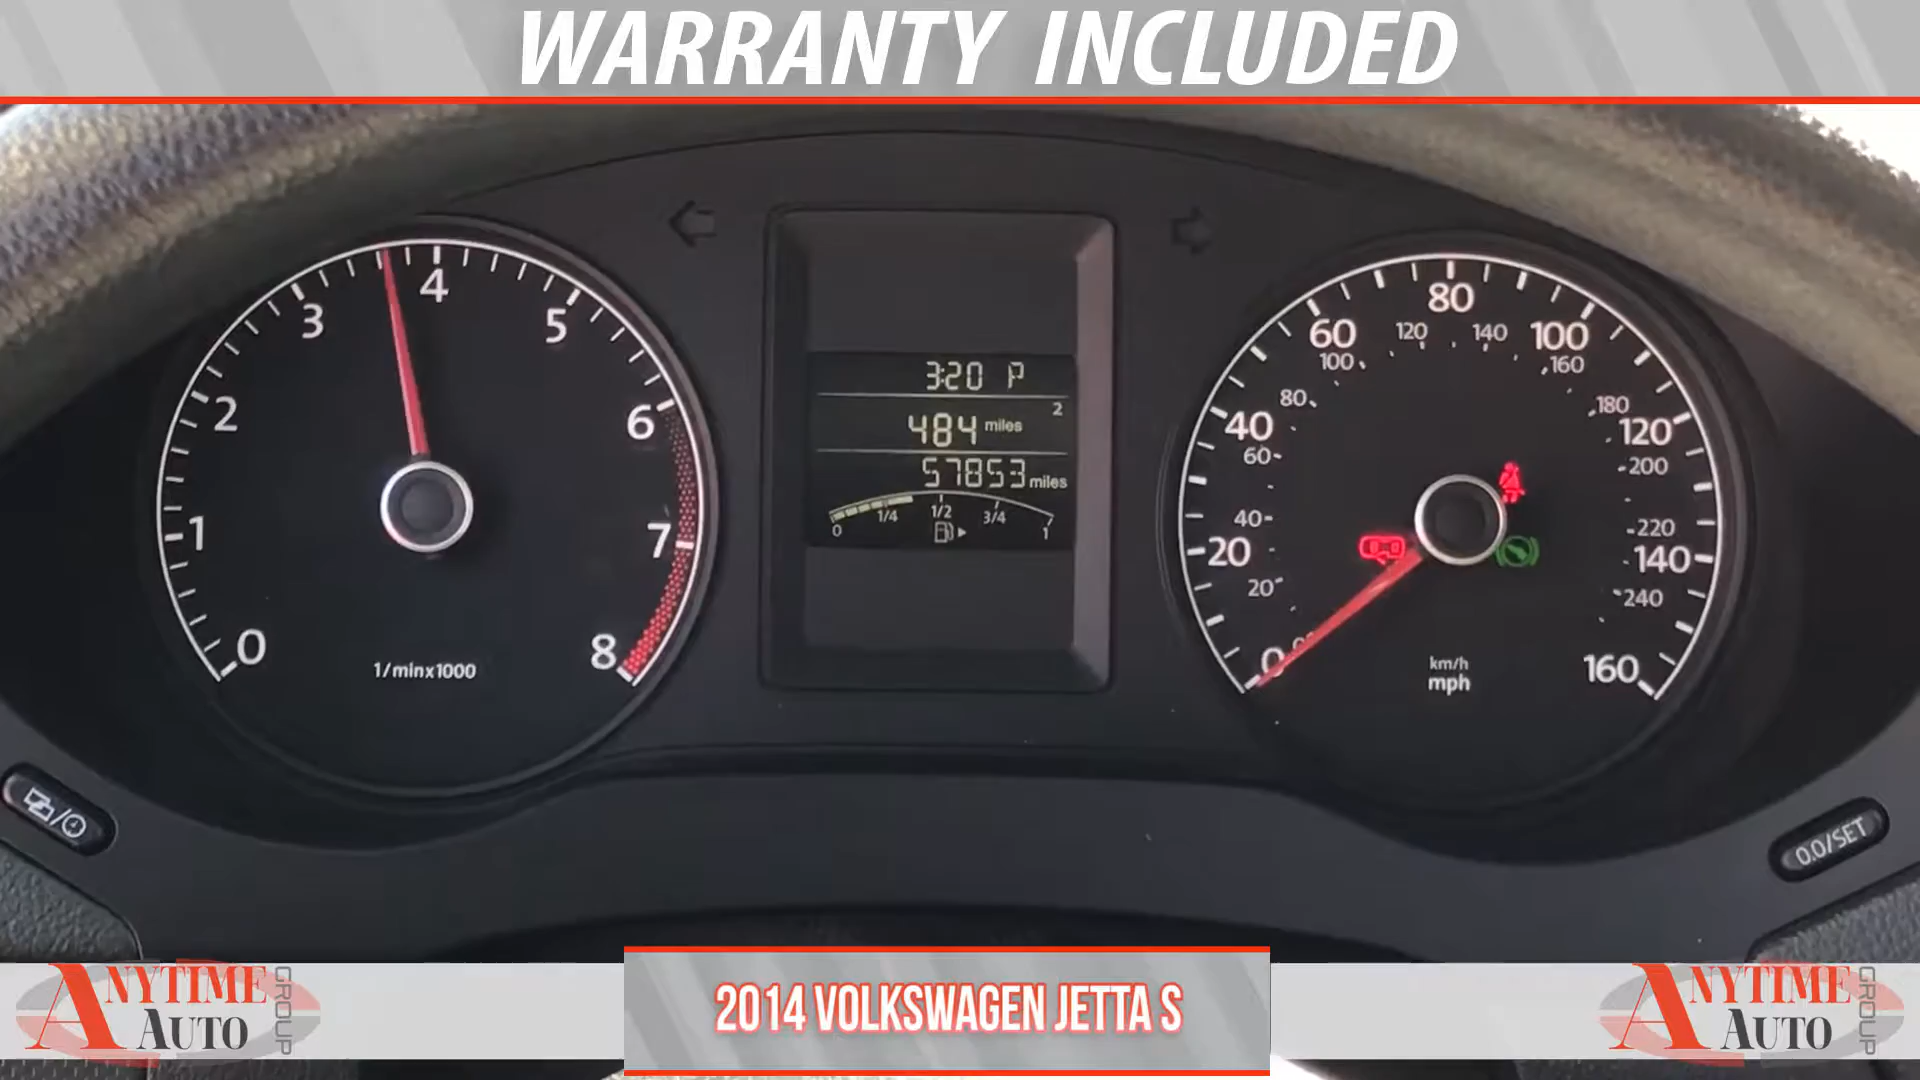 WARRANTY INCLUDED
0 1 2 3 4 5 6 7 8
1/minx1000
3:20 P
2
484 miles
57853 miles
0 1/4 1/2 3/4 1
0 20 40 60 80 100 120 140 160
20 40 60 80 100 120 140 160 180 200 220 240
km/h
mph
0.0/SET
ANYTIME
AUTO
GROUP
2014 VOLKSWAGEN JETTA S
ANYTIME
AUTO
GROUP